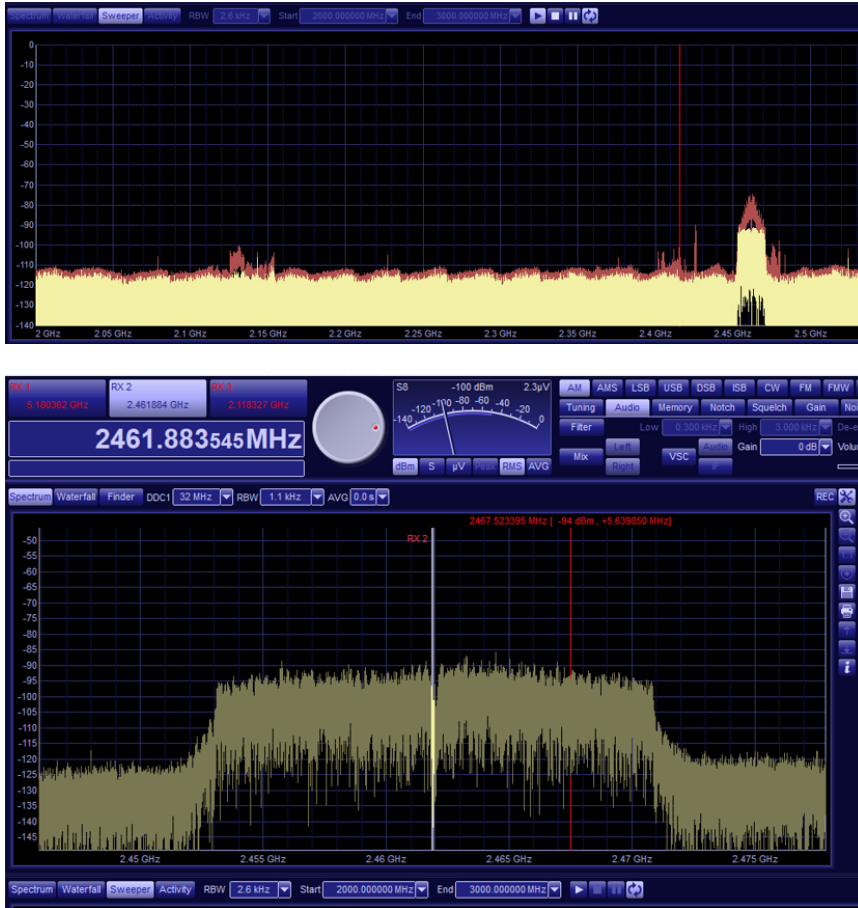 Spectrum Waterfall Sweeper Activity RBW 2.6 kHz Start 2000.000000 MHz End 3000.000000 MHz
0
-10
-20
-30
-40
-50
-60
-70
-80
-90
-100
-110
-120
-130
-140
2 GHz 2.05 GHz 2.1 GHz 2.15 GHz 2.2 GHz 2.25 GHz 2.3 GHz 2.35 GHz 2.4 GHz 2.45 GHz 2.5 GHz
RX 1 RX 2 RX 3 S8 -100 dBm 2.3µV AM AMS LSB USB DSB ISB CW FM FMW
5.180362 GHz 2.461884 GHz 2.118327 GHz -140 -120 -100 -80 -60 -40 -20 0 Tuning Audio Memory Notch Squelch Gain
2461.883545MHz Filter Low 0.300 kHz High 3.000 kHz
Left Audio Gain 0 dB
Mix VSC
dBm S µV Peak RMS AVG Right IF
Spectrum Waterfall Finder DDC1 32 MHz RBW 1.1 kHz AVG 0.0 s REC
2467.523395 MHz [ -94 dBm , +5.639850 MHz]
RX 2
-50
-55
-60
-65
-70
-75
-80
-85
-90
-95
-100
-105
-110
-115
-120
-125
-130
-135
-140
-145
2.45 GHz 2.455 GHz 2.46 GHz 2.465 GHz 2.47 GHz 2.475 GHz
Spectrum Waterfall Sweeper Activity RBW 2.6 kHz Start 2000.000000 MHz End 3000.000000 MHz